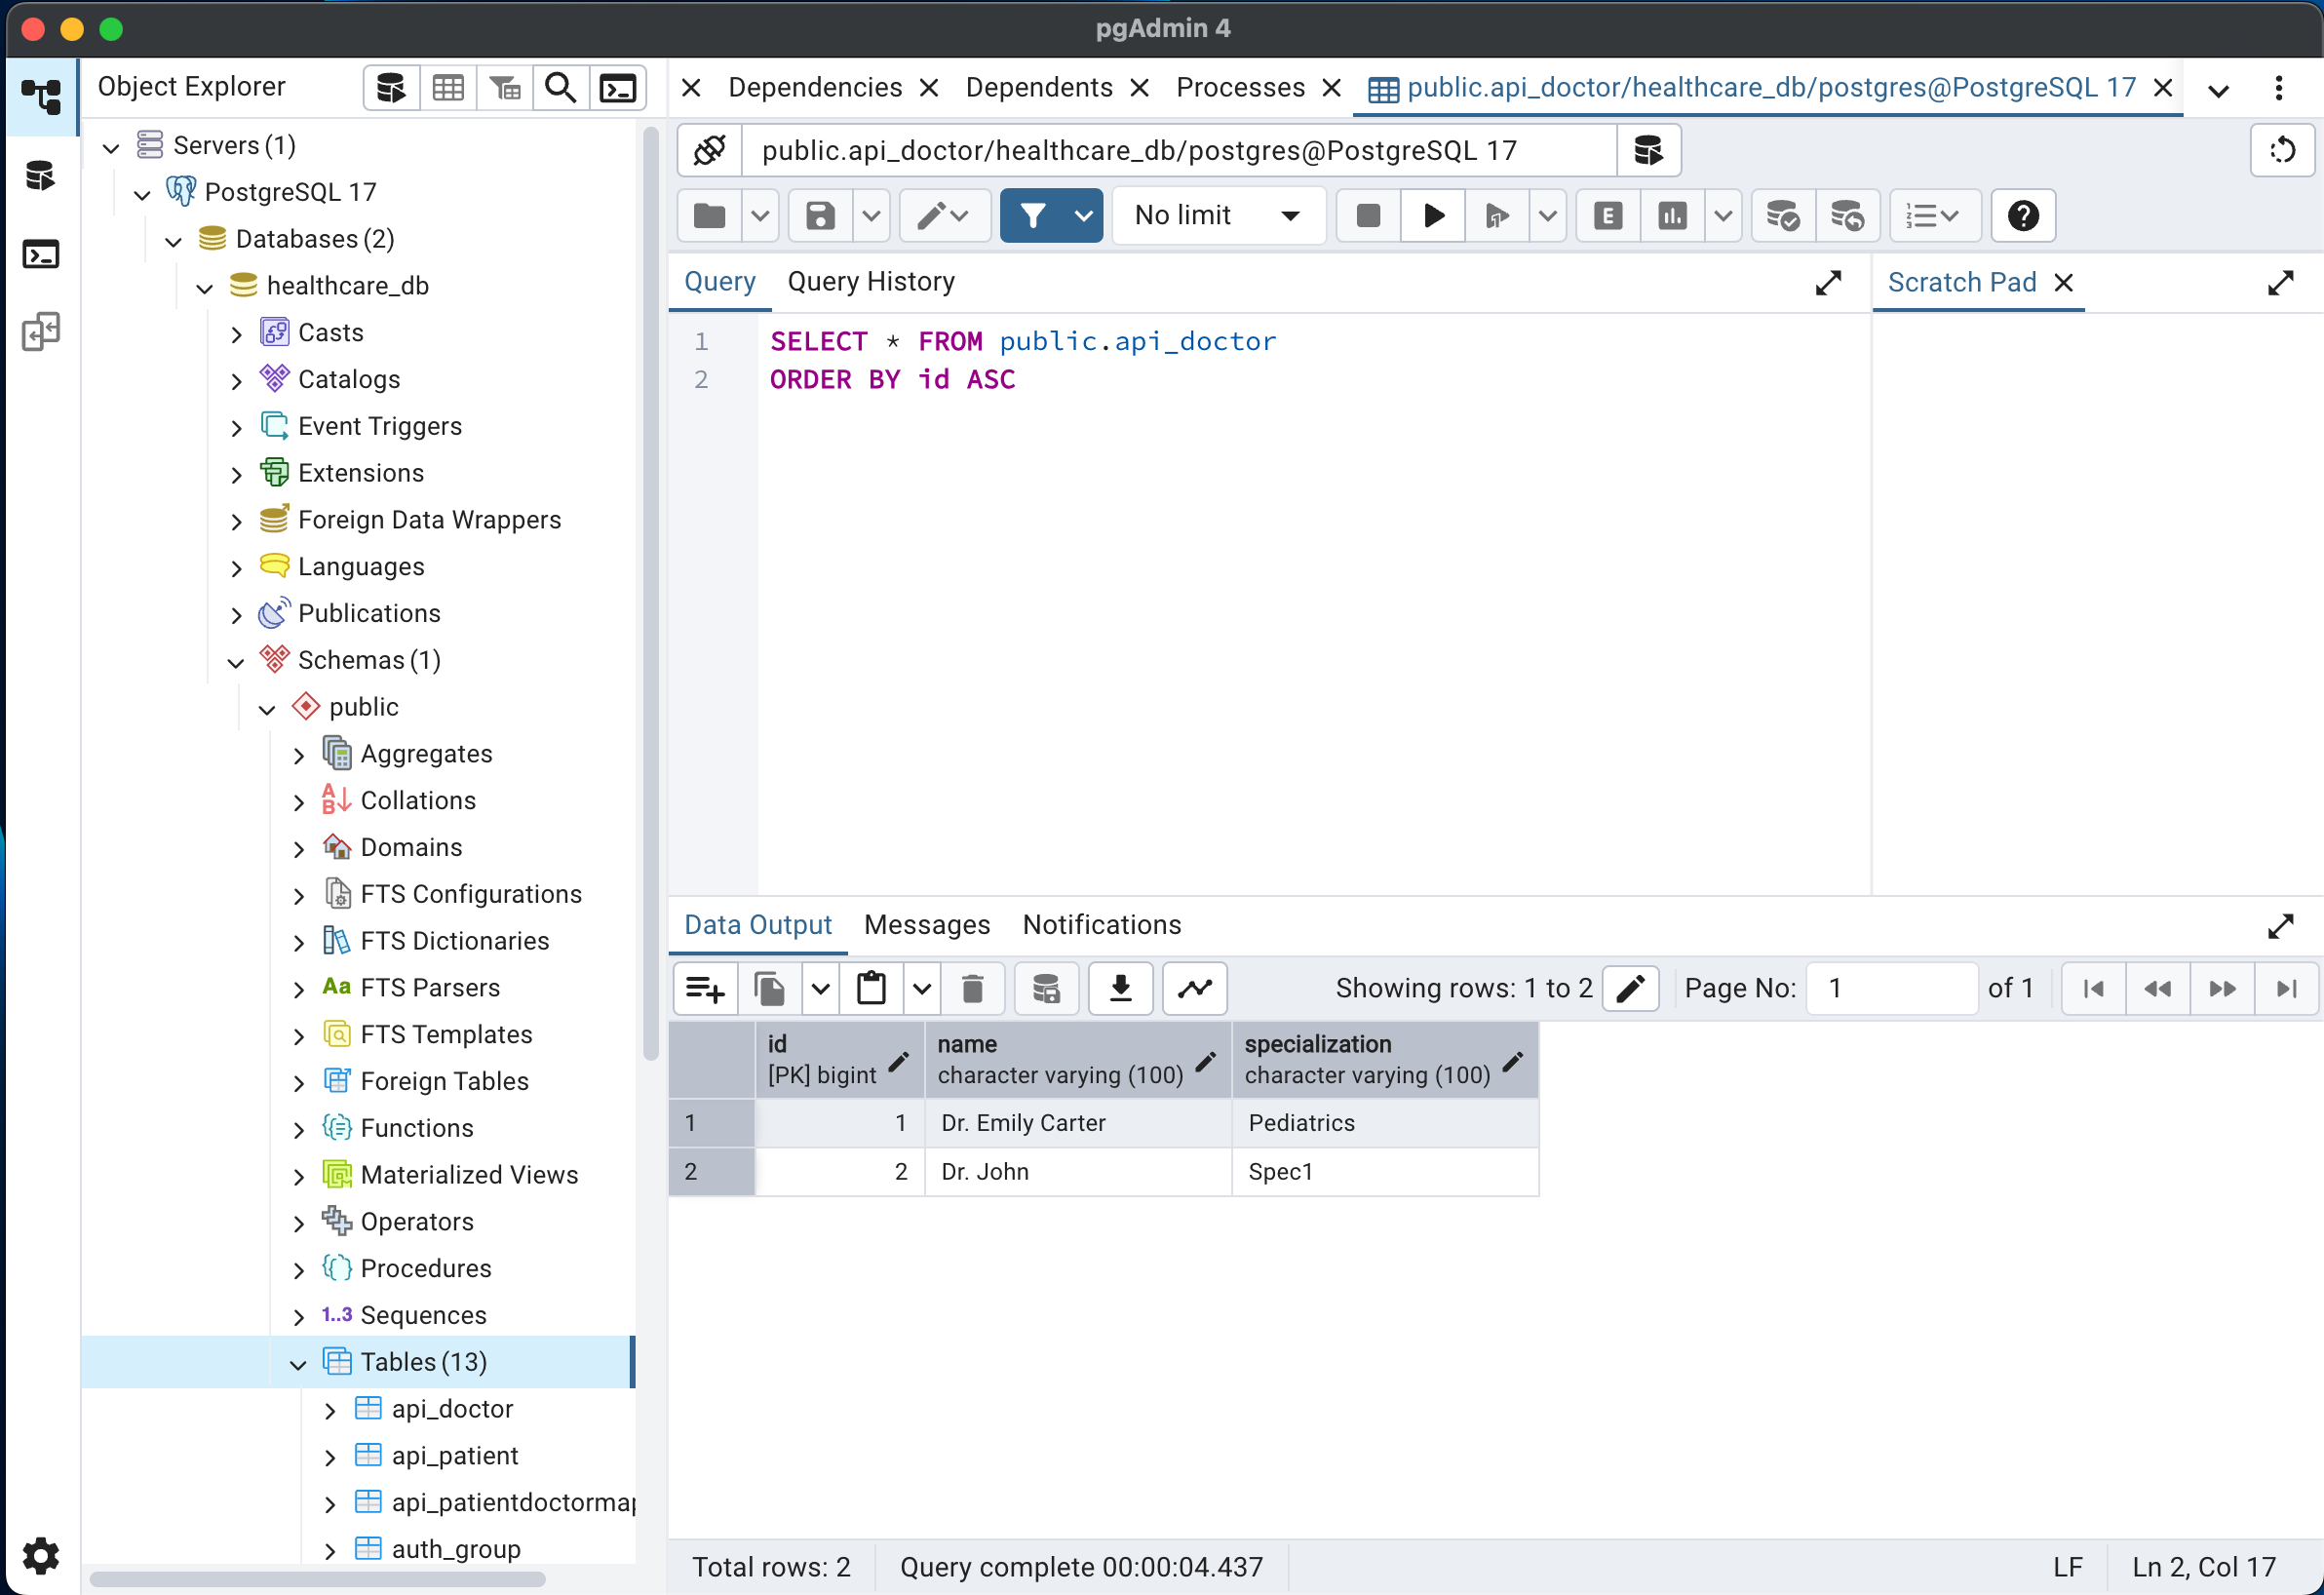 pgAdmin 4
Object Explorer
Servers (1)
PostgreSQL 17
Databases (2)
healthcare_db
Casts
Catalogs
Event Triggers
Extensions
Foreign Data Wrappers
Languages
Publications
Schemas (1)
public
Aggregates
Collations
Domains
FTS Configurations
FTS Dictionaries
Aa FTS Parsers
FTS Templates
Foreign Tables
Functions
Materialized Views
Operators
Procedures
1..3 Sequences
Tables (13)
api_doctor
api_patient
api_patientdoctormap
auth_group
Dependencies Dependents Processes public.api_doctor/healthcare_db/postgres@PostgreSQL 17
public.api_doctor/healthcare_db/postgres@PostgreSQL 17
No limit E
Query Query History Scratch Pad
1 SELECT * FROM public.api_doctor
2 ORDER BY id ASC
Data Output Messages Notifications
Showing rows: 1 to 2 Page No: 1 of 1
id name specialization
[PK] bigint character varying (100) character varying (100)
1 1 Dr. Emily Carter Pediatrics
2 2 Dr. John Spec1
Total rows: 2 Query complete 00:00:04.437 LF Ln 2, Col 17